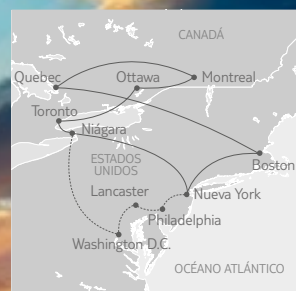 CANADÁ
Quebec
Ottawa
Montreal
Toronto
Niágara
ESTADOS
UNIDOS
Boston
Lancaster
Nueva York
Philadelphia
Washington D.C.
OCÉANO ATLÁNTICO